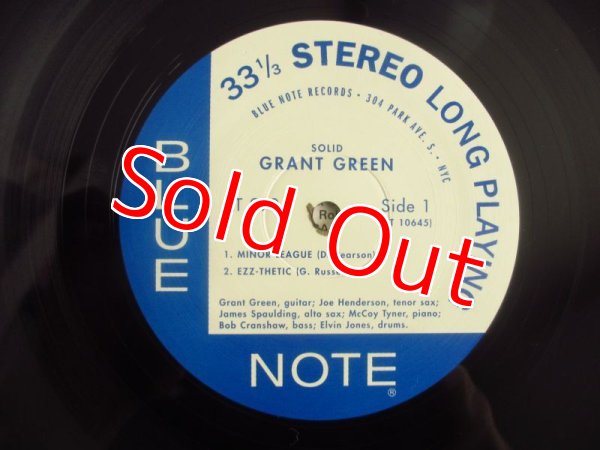 33⅓ STEREO LONG PLAYING
BLUE NOTE RECORDS • 304 PARK AVE. S. • NYC
SOLID
GRANT GREEN
Side 1
T 10645)
1. MINOR LEAGUE (D. Pearson)
2. EZZ-THETIC (G.
Grant Green, guitar; Joe Henderson, tenor sax;
James Spaulding, alto sax; McCoy Tyner, piano;
Bob Cranshaw, bass; Elvin Jones, drums.
BLUE
NOTE®
Sold Out